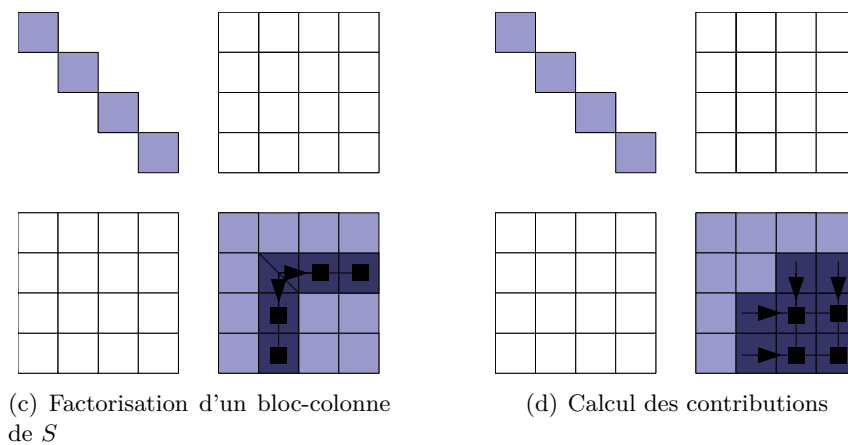 (c) Factorisation d'un bloc-colonne
de S
(d) Calcul des contributions